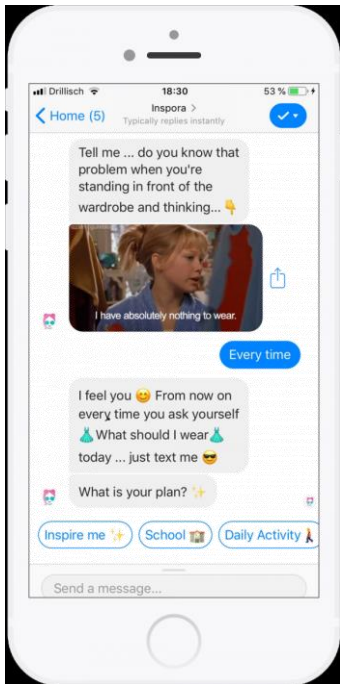 Drillisch 18:30 53 %
Home (5) Inspora >
Typically replies instantly
Tell me ... do you know that
problem when you're
standing in front of the
wardrobe and thinking... 👇
I have absolutely nothing to wear.
Every time
I feel you 😊 From now on
every time you ask yourself
👗What should I wear👗
today ... just text me 😎
What is your plan? ✨
Inspire me ✨ School 🏫 Daily Activity 🚶
Send a message...